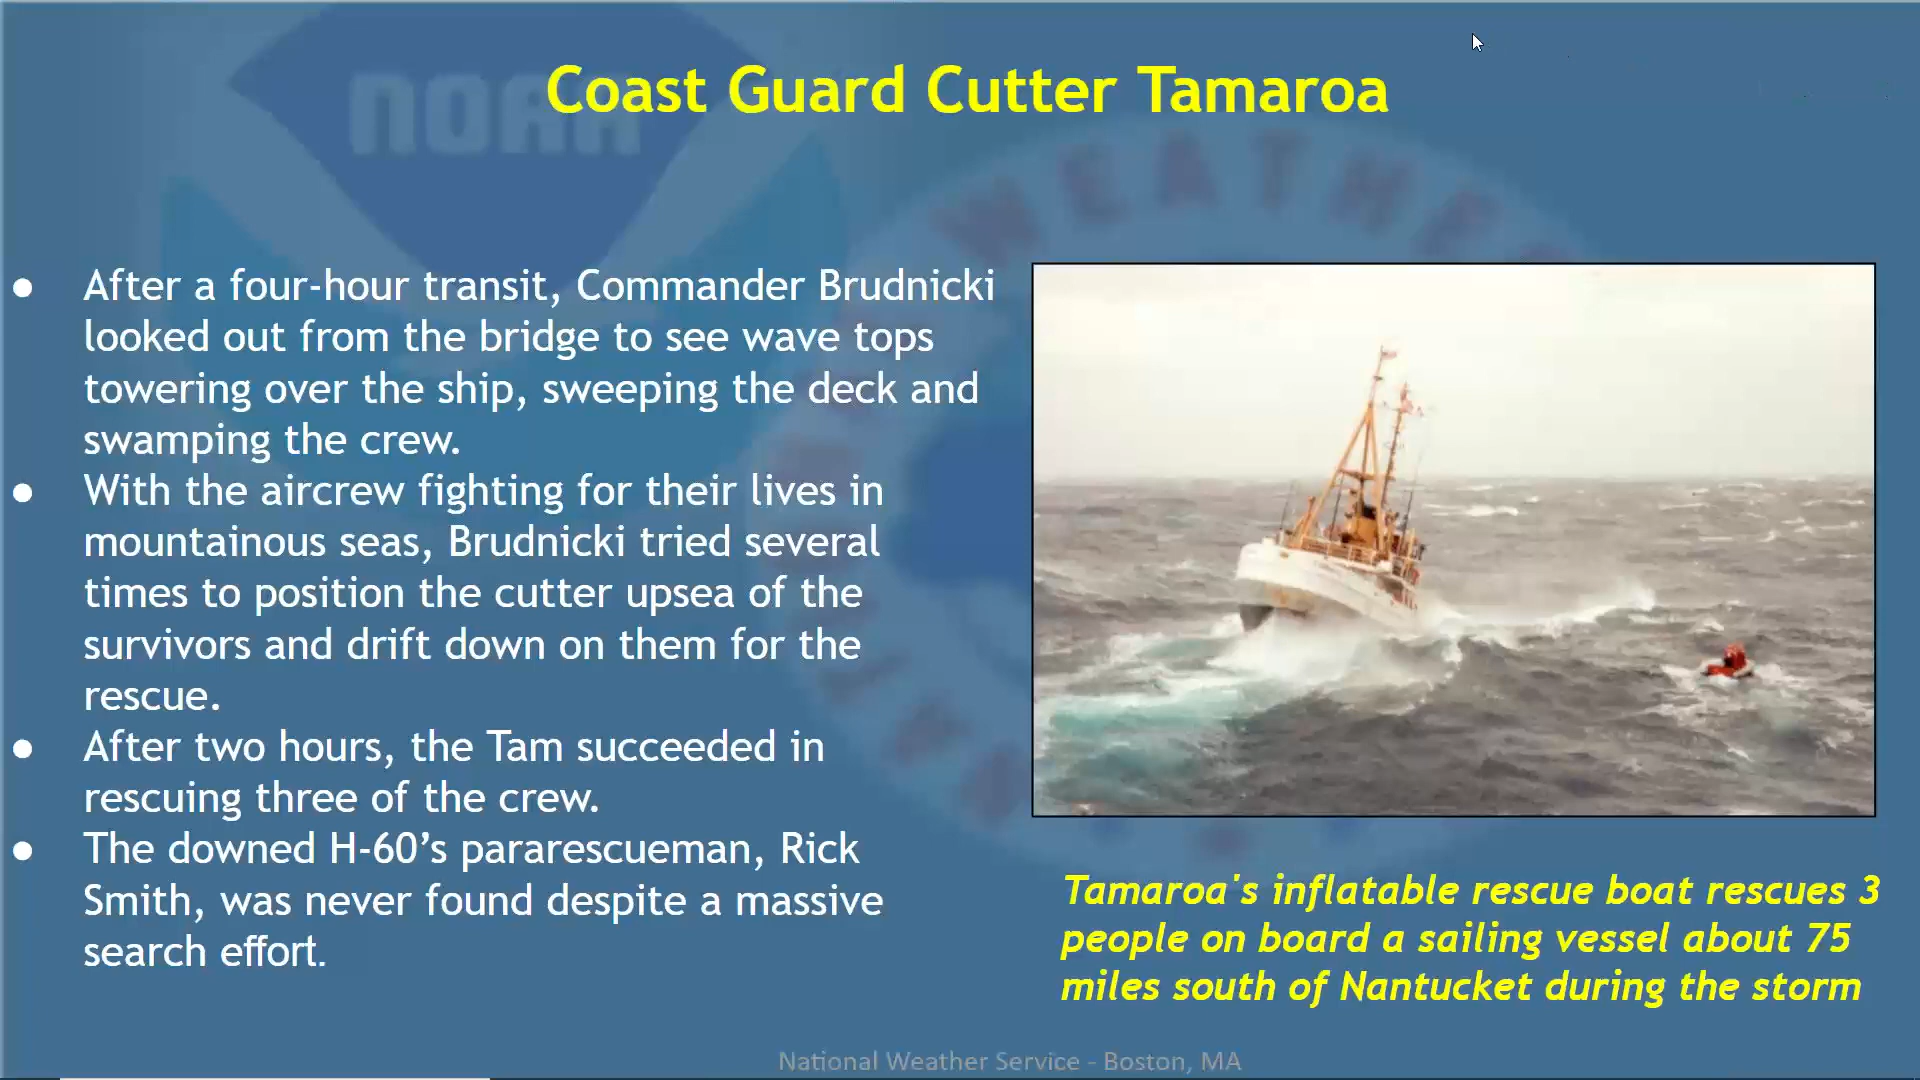 NOAA
WEATHER
Coast Guard Cutter Tamaroa
● After a four-hour transit, Commander Brudnicki
looked out from the bridge to see wave tops
towering over the ship, sweeping the deck and
swamping the crew.
● With the aircrew fighting for their lives in
mountainous seas, Brudnicki tried several
times to position the cutter upsea of the
survivors and drift down on them for the
rescue.
● After two hours, the Tam succeeded in
rescuing three of the crew.
● The downed H-60’s pararescueman, Rick
Smith, was never found despite a massive
search effort.
Tamaroa's inflatable rescue boat rescues 3
people on board a sailing vessel about 75
miles south of Nantucket during the storm
National Weather Service - Boston, MA